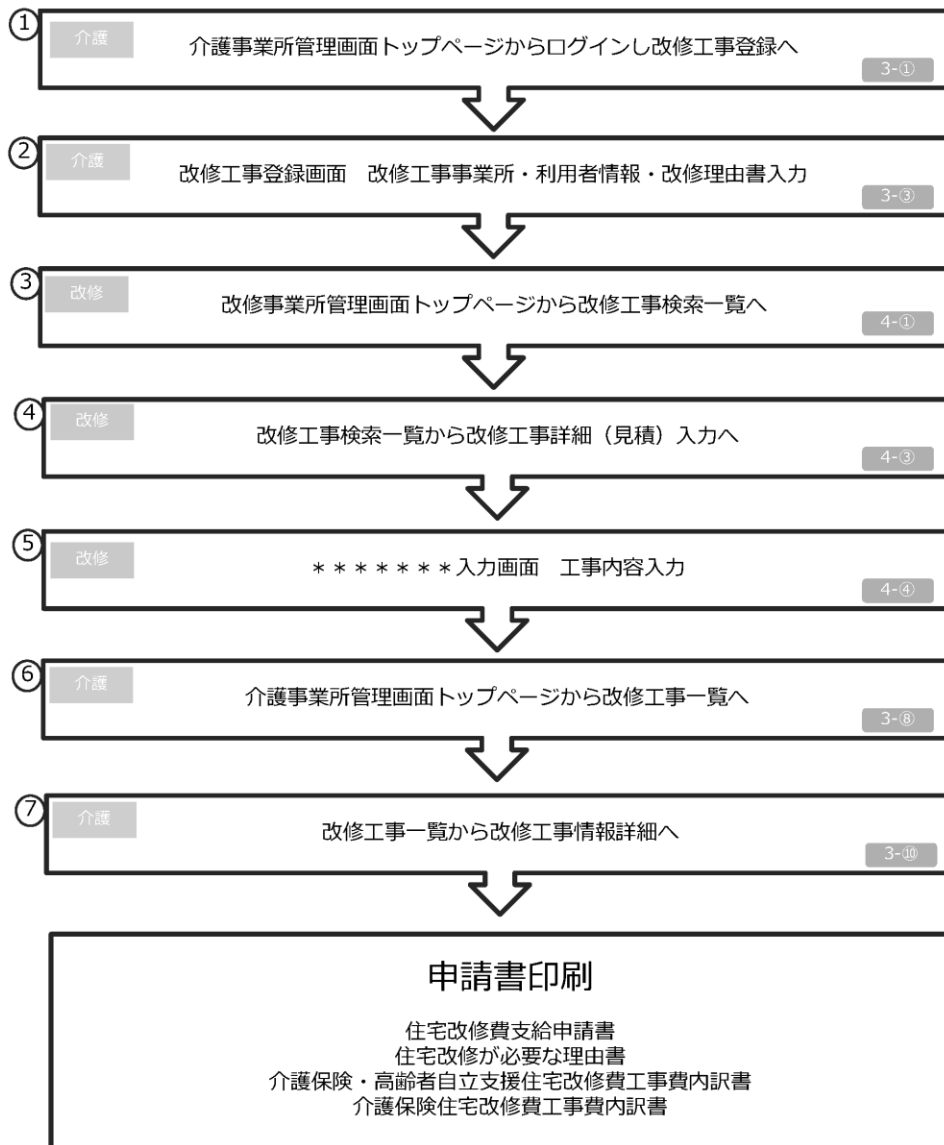 ①
介護
介護事業所管理画面トップページからログインし改修工事登録へ
3-①
②
介護
改修工事登録画面　改修工事事業所・利用者情報・改修理由書入力
3-③
③
改修
改修事業所管理画面トップページから改修工事検索一覧へ
4-①
④
改修
改修工事検索一覧から改修工事詳細（見積）入力へ
4-③
⑤
改修
＊＊＊＊＊＊＊入力画面　工事内容入力
4-④
⑥
介護
介護事業所管理画面トップページから改修工事一覧へ
3-⑧
⑦
介護
改修工事一覧から改修工事情報詳細へ
3-⑩
申請書印刷
住宅改修費支給申請書
住宅改修が必要な理由書
介護保険・高齢者自立支援住宅改修費工事費内訳書
介護保険住宅改修費工事費内訳書